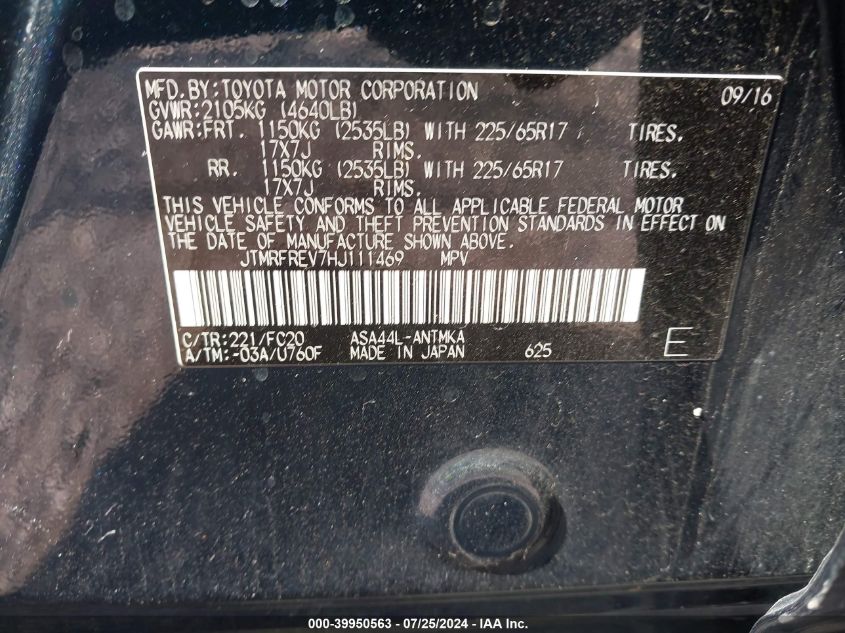 MFD.BY:TOYOTA MOTOR CORPORATION 09/16
GVWR:2105KG (4640LB)
GAWR:FRT. 1150KG (2535LB) WITH 225/65R17 TIRES.
17X7J RIMS.
RR. 1150KG (2535LB) WITH 225/65R17 TIRES.
17X7J RIMS.
THIS VEHICLE CONFORMS TO ALL APPLICABLE FEDERAL MOTOR
VEHICLE SAFETY AND THEFT PREVENTION STANDARDS IN EFFECT ON
THE DATE OF MANUFACTURE SHOWN ABOVE.
JTMRFREV7HJ111469 MPV
C/TR:221/FC20 ASA44L-ANTMKA
A/TM:-03A/U760F MADE IN JAPAN 625 E
000-39950563 - 07/25/2024 - IAA Inc.